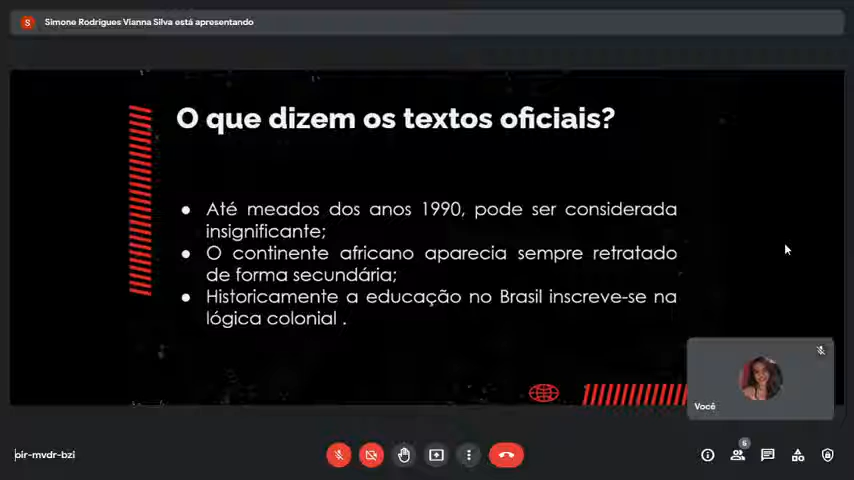 S Simone Rodrigues Vianna Silva está apresentando
O que dizem os textos oficiais?
● Até meados dos anos 1990, pode ser considerada
insignificante;
● O continente africano aparecia sempre retratado
de forma secundária;
● Historicamente a educação no Brasil inscreve-se na
lógica colonial .
Você
oir-mvdr-bzi
6